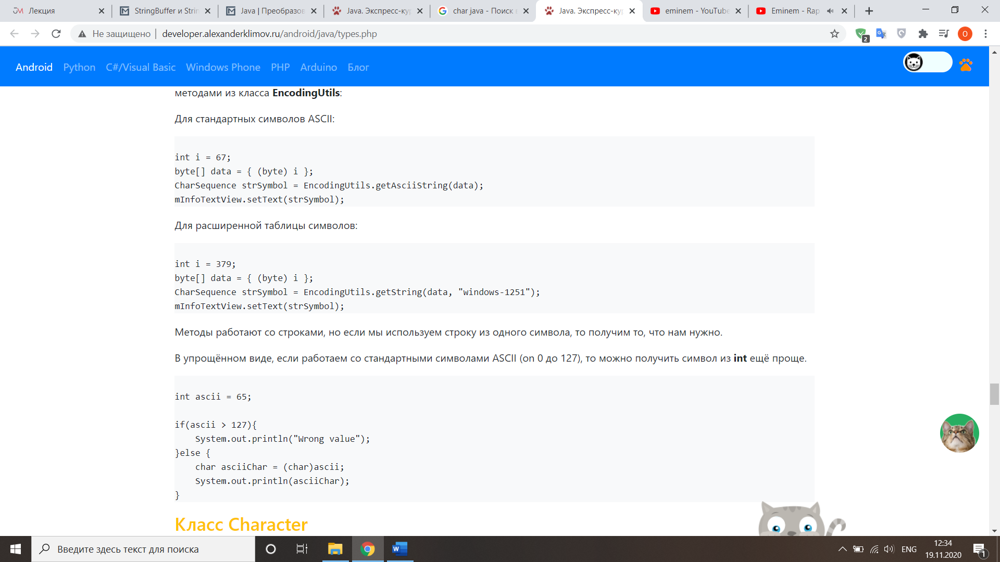 Лекция
StringBuffer и Strin
Java | Преобразов
Java. Экспресс-кур
char java - Поиск в
Java. Экспресс-кур
eminem - YouTube
Eminem - Rap
Не защищено
developer.alexanderklimov.ru/android/java/types.php
2
O
Android Python C#/Visual Basic Windows Phone PHP Arduino Блог
методами из класса EncodingUtils:
Для стандартных символов ASCII:
int i = 67;
byte[] data = { (byte) i };
CharSequence strSymbol = EncodingUtils.getAsciiString(data);
mInfoTextView.setText(strSymbol);
Для расширенной таблицы символов:
int i = 379;
byte[] data = { (byte) i };
CharSequence strSymbol = EncodingUtils.getString(data, "windows-1251");
mInfoTextView.setText(strSymbol);
Методы работают со строками, но если мы используем строку из одного символа, то получим то, что нам нужно.
В упрощённом виде, если работаем со стандартными символами ASCII (on 0 до 127), то можно получить символ из int ещё проще.
int ascii = 65;
if(ascii > 127){
    System.out.println("Wrong value");
}else {
    char asciiChar = (char)ascii;
    System.out.println(asciiChar);
}
Класс Character
Введите здесь текст для поиска
ENG
12:34
19.11.2020
1